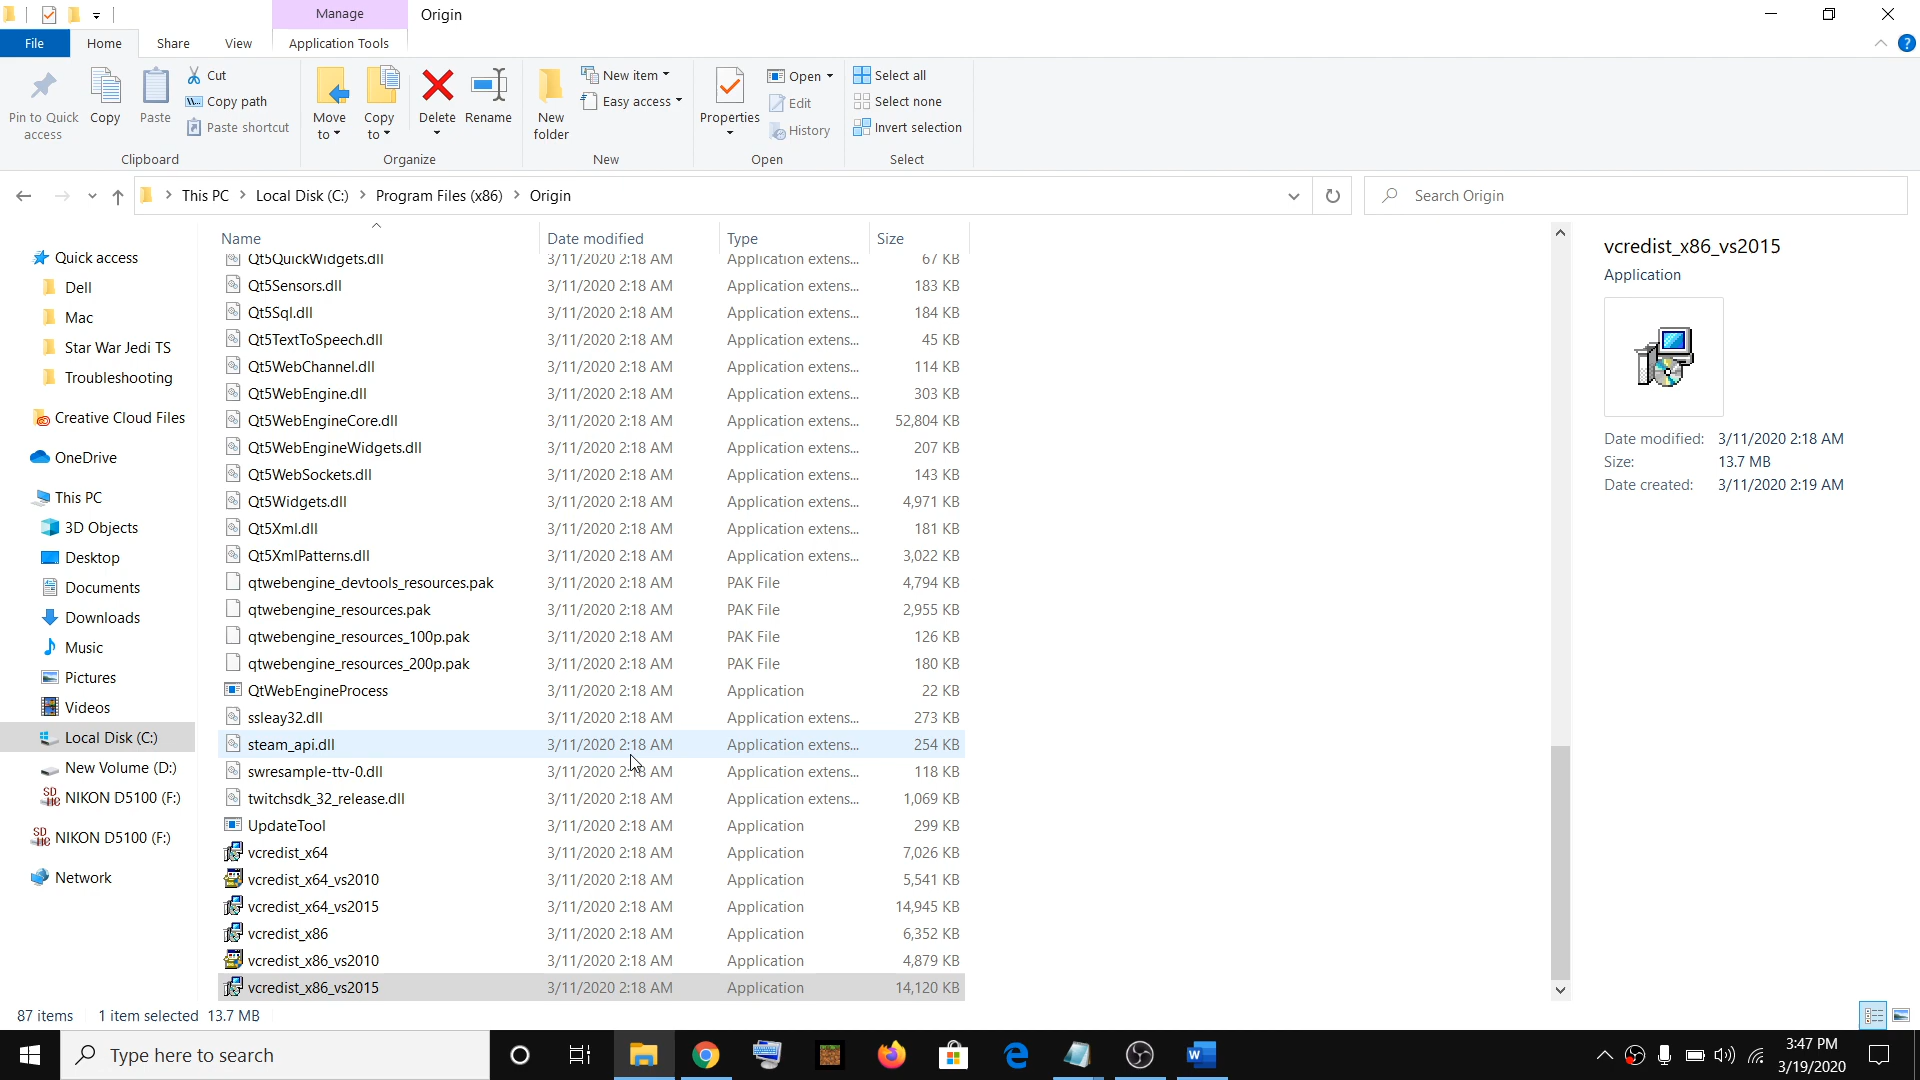 Manage
Origin
File
Home
Share
View
Application Tools
Pin to Quick access
Copy
Paste
Cut
Copy path
Paste shortcut
Clipboard
Move to
Copy to
Delete
Rename
Organize
New folder
New item
Easy access
New
Properties
Open
Edit
History
Open
Select all
Select none
Invert selection
Select
This PC
Local Disk (C:)
Program Files (x86)
Origin
Search Origin
Quick access
Dell
Mac
Star War Jedi TS
Troubleshooting
Creative Cloud Files
OneDrive
This PC
3D Objects
Desktop
Documents
Downloads
Music
Pictures
Videos
Local Disk (C:)
New Volume (D:)
NIKON D5100 (F:)
NIKON D5100 (F:)
Network
Name Date modified Type Size
Qt5QuickWidgets.dll 3/11/2020 2:18 AM Application extens... 67 KB
Qt5Sensors.dll 3/11/2020 2:18 AM Application extens... 183 KB
Qt5Sql.dll 3/11/2020 2:18 AM Application extens... 184 KB
Qt5TextToSpeech.dll 3/11/2020 2:18 AM Application extens... 45 KB
Qt5WebChannel.dll 3/11/2020 2:18 AM Application extens... 114 KB
Qt5WebEngine.dll 3/11/2020 2:18 AM Application extens... 303 KB
Qt5WebEngineCore.dll 3/11/2020 2:18 AM Application extens... 52,804 KB
Qt5WebEngineWidgets.dll 3/11/2020 2:18 AM Application extens... 207 KB
Qt5WebSockets.dll 3/11/2020 2:18 AM Application extens... 143 KB
Qt5Widgets.dll 3/11/2020 2:18 AM Application extens... 4,971 KB
Qt5Xml.dll 3/11/2020 2:18 AM Application extens... 181 KB
Qt5XmlPatterns.dll 3/11/2020 2:18 AM Application extens... 3,022 KB
qtwebengine_devtools_resources.pak 3/11/2020 2:18 AM PAK File 4,794 KB
qtwebengine_resources.pak 3/11/2020 2:18 AM PAK File 2,955 KB
qtwebengine_resources_100p.pak 3/11/2020 2:18 AM PAK File 126 KB
qtwebengine_resources_200p.pak 3/11/2020 2:18 AM PAK File 180 KB
QtWebEngineProcess 3/11/2020 2:18 AM Application 22 KB
ssleay32.dll 3/11/2020 2:18 AM Application extens... 273 KB
steam_api.dll 3/11/2020 2:18 AM Application extens... 254 KB
swresample-ttv-0.dll 3/11/2020 2:18 AM Application extens... 118 KB
twitchsdk_32_release.dll 3/11/2020 2:18 AM Application extens... 1,069 KB
UpdateTool 3/11/2020 2:18 AM Application 299 KB
vcredist_x64 3/11/2020 2:18 AM Application 7,026 KB
vcredist_x64_vs2010 3/11/2020 2:18 AM Application 5,541 KB
vcredist_x64_vs2015 3/11/2020 2:18 AM Application 14,945 KB
vcredist_x86 3/11/2020 2:18 AM Application 6,352 KB
vcredist_x86_vs2010 3/11/2020 2:18 AM Application 4,879 KB
vcredist_x86_vs2015 3/11/2020 2:18 AM Application 14,120 KB
vcredist_x86_vs2015
Application
Date modified: 3/11/2020 2:18 AM
Size: 13.7 MB
Date created: 3/11/2020 2:19 AM
87 items 1 item selected 13.7 MB
Type here to search
3:47 PM
3/19/2020